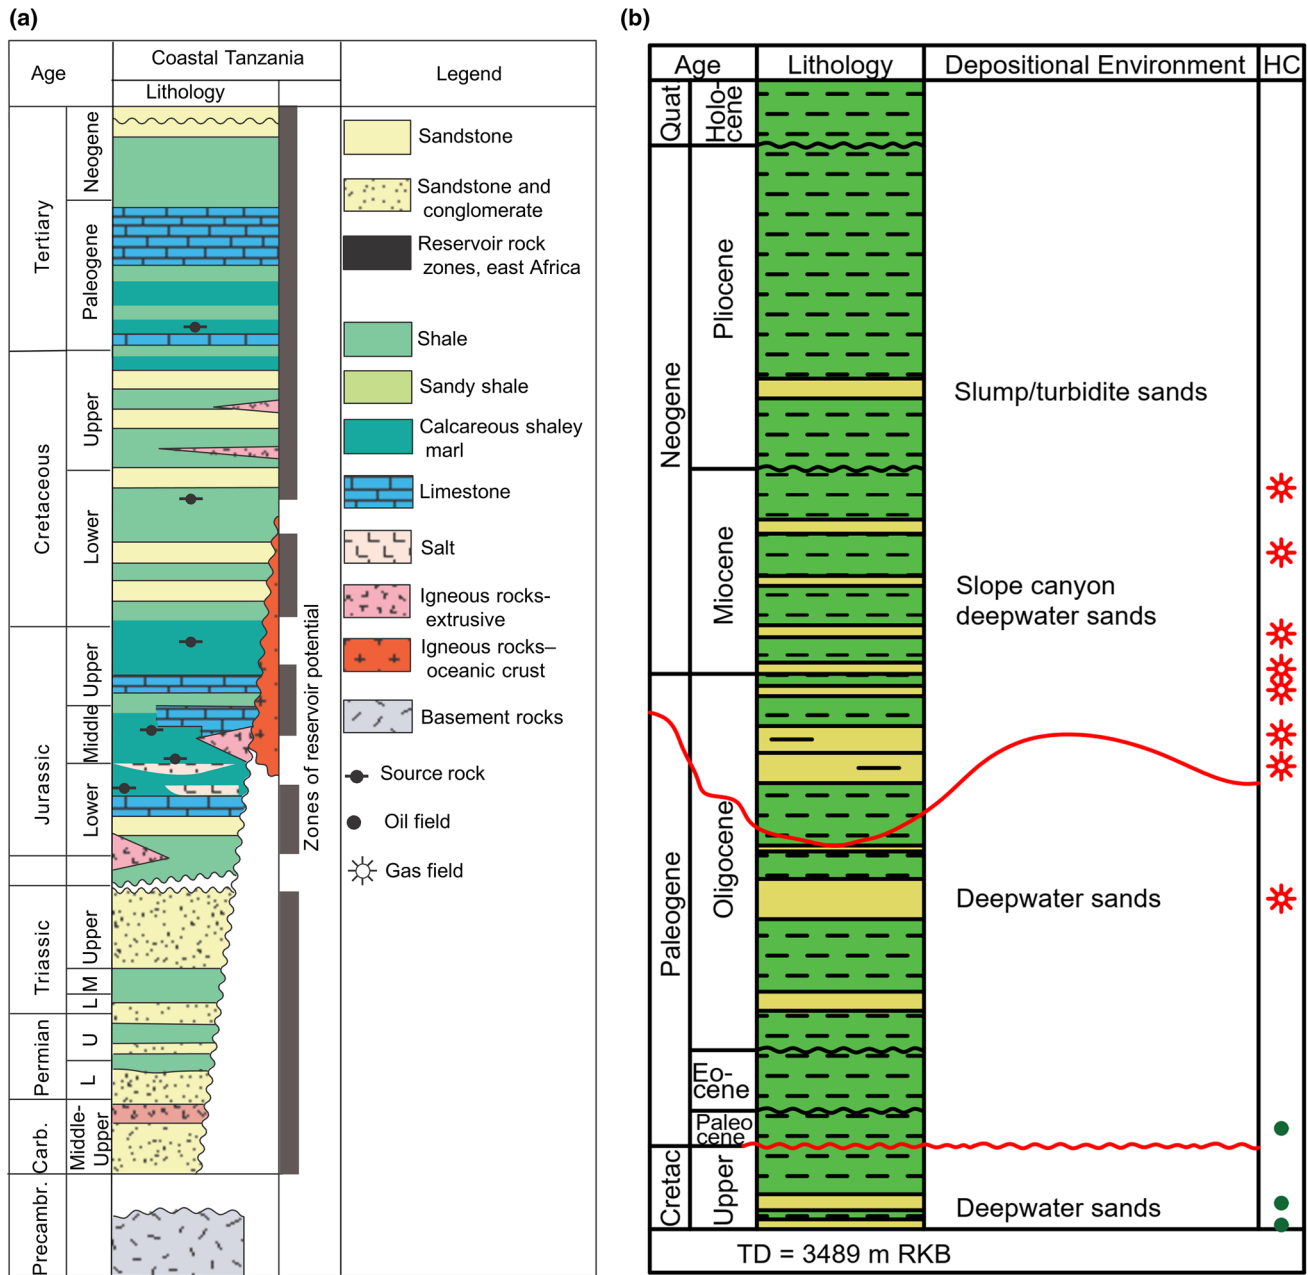 (a)
Age
Coastal Tanzania
Lithology
Legend
Tertiary
Neogene
Paleogene
Cretaceous
Upper
Lower
Jurassic
Upper
Middle
Lower
Triassic
Upper
M
L
Permian
U
L
Carb.
Middle-
Upper
Precambr.
Zones of reservoir potential
Sandstone
Sandstone and
conglomerate
Reservoir rock
zones, east Africa
Shale
Sandy shale
Calcareous shaley
marl
Limestone
Salt
Igneous rocks-
extrusive
Igneous rocks–
oceanic crust
Basement rocks
Source rock
Oil field
Gas field
(b)
Age
Lithology
Depositional Environment
HC
Quat.
Holo-
cene
Neogene
Pliocene
Miocene
Paleogene
Oligocene
Eo-
cene
Paleo
cene
Cretac
Upper
Slump/turbidite sands
Slope canyon
deepwater sands
Deepwater sands
Deepwater sands
TD = 3489 m RKB